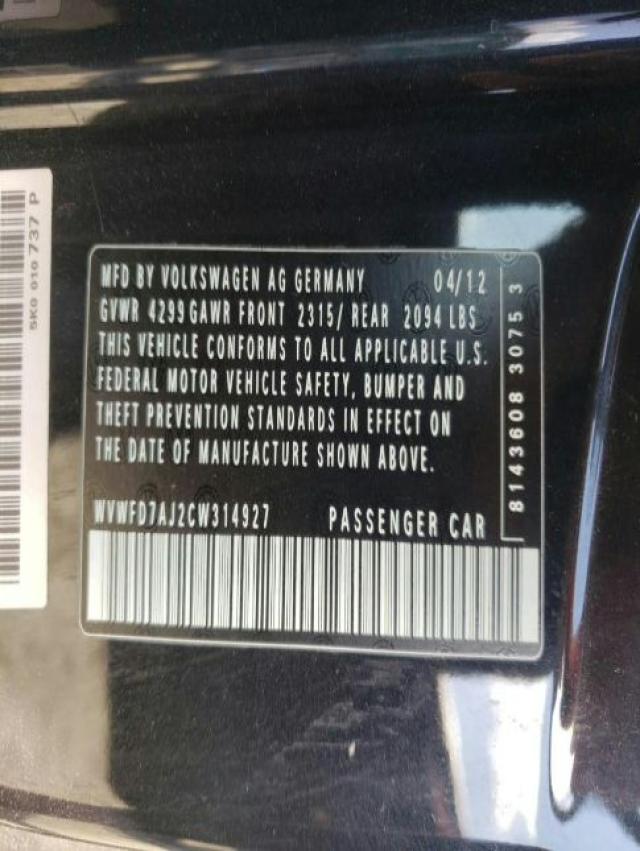 MFD BY VOLKSWAGEN AG GERMANY 04/12
GVWR 4299 GAWR FRONT 2315/ REAR 2094 LBS
THIS VEHICLE CONFORMS TO ALL APPLICABLE U.S.
FEDERAL MOTOR VEHICLE SAFETY, BUMPER AND
THEFT PREVENTION STANDARDS IN EFFECT ON
THE DATE OF MANUFACTURE SHOWN ABOVE.
WVWFD7AJ2CW314927 PASSENGER CAR
8143608 3075 3
5K0 010 737 P